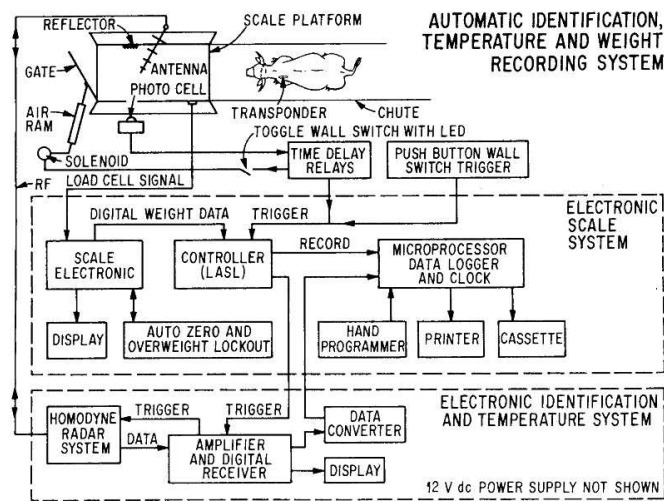 AUTOMATIC IDENTIFICATION,
TEMPERATURE AND WEIGHT
RECORDING SYSTEM
REFLECTOR
SCALE PLATFORM
GATE
ANTENNA
PHOTO CELL
AIR
RAM
TRANSPONDER
CHUTE
TOGGLE WALL SWITCH WITH LED
SOLENOID
TIME DELAY
RELAYS
PUSH BUTTON WALL
SWITCH TRIGGER
RF
LOAD CELL SIGNAL
DIGITAL WEIGHT DATA
TRIGGER
ELECTRONIC
SCALE
SYSTEM
SCALE
ELECTRONIC
CONTROLLER
(LASL)
RECORD
MICROPROCESSOR
DATA LOGGER
AND CLOCK
DISPLAY
AUTO ZERO AND
OVERWEIGHT LOCKOUT
HAND
PROGRAMMER
PRINTER
CASSETTE
ELECTRONIC IDENTIFICATION
AND TEMPERATURE SYSTEM
HOMODYNE
RADAR
SYSTEM
TRIGGER
TRIGGER
DATA
AMPLIFIER
AND DIGITAL
RECEIVER
DATA
CONVERTER
DISPLAY
12 V dc POWER SUPPLY NOT SHOWN